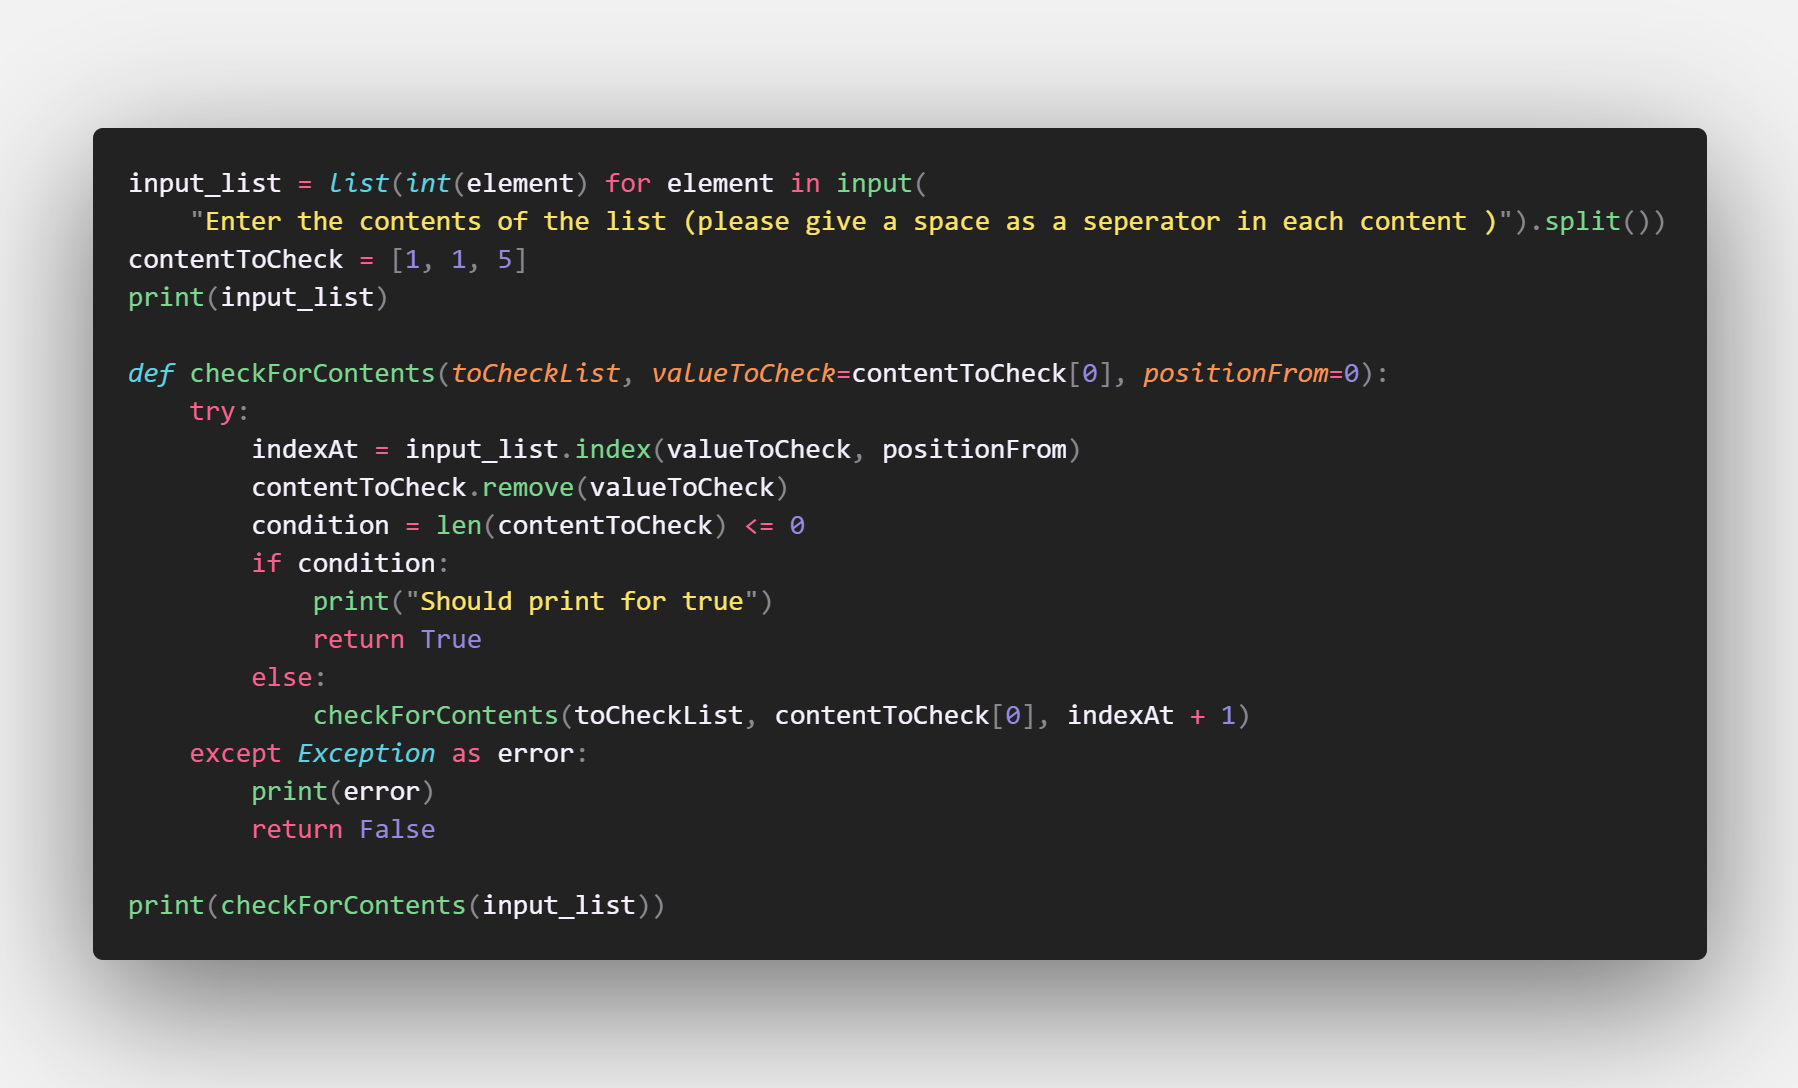 input_list = list(int(element) for element in input(
    "Enter the contents of the list (please give a space as a seperator in each content )").split())
contentToCheck = [1, 1, 5]
print(input_list)

def checkForContents(toCheckList, valueToCheck=contentToCheck[0], positionFrom=0):
    try:
        indexAt = input_list.index(valueToCheck, positionFrom)
        contentToCheck.remove(valueToCheck)
        condition = len(contentToCheck) <= 0
        if condition:
            print("Should print for true")
            return True
        else:
            checkForContents(toCheckList, contentToCheck[0], indexAt + 1)
    except Exception as error:
        print(error)
        return False

print(checkForContents(input_list))